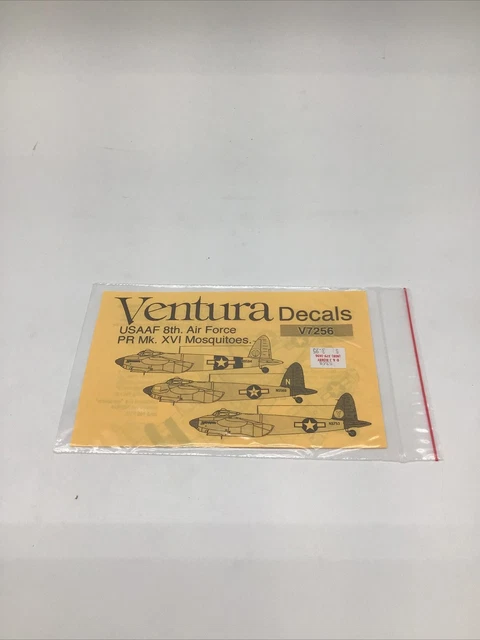 Ventura Decals
V7256
USAAF 8th. Air Force
PR Mk. XVI Mosquitoes.
N